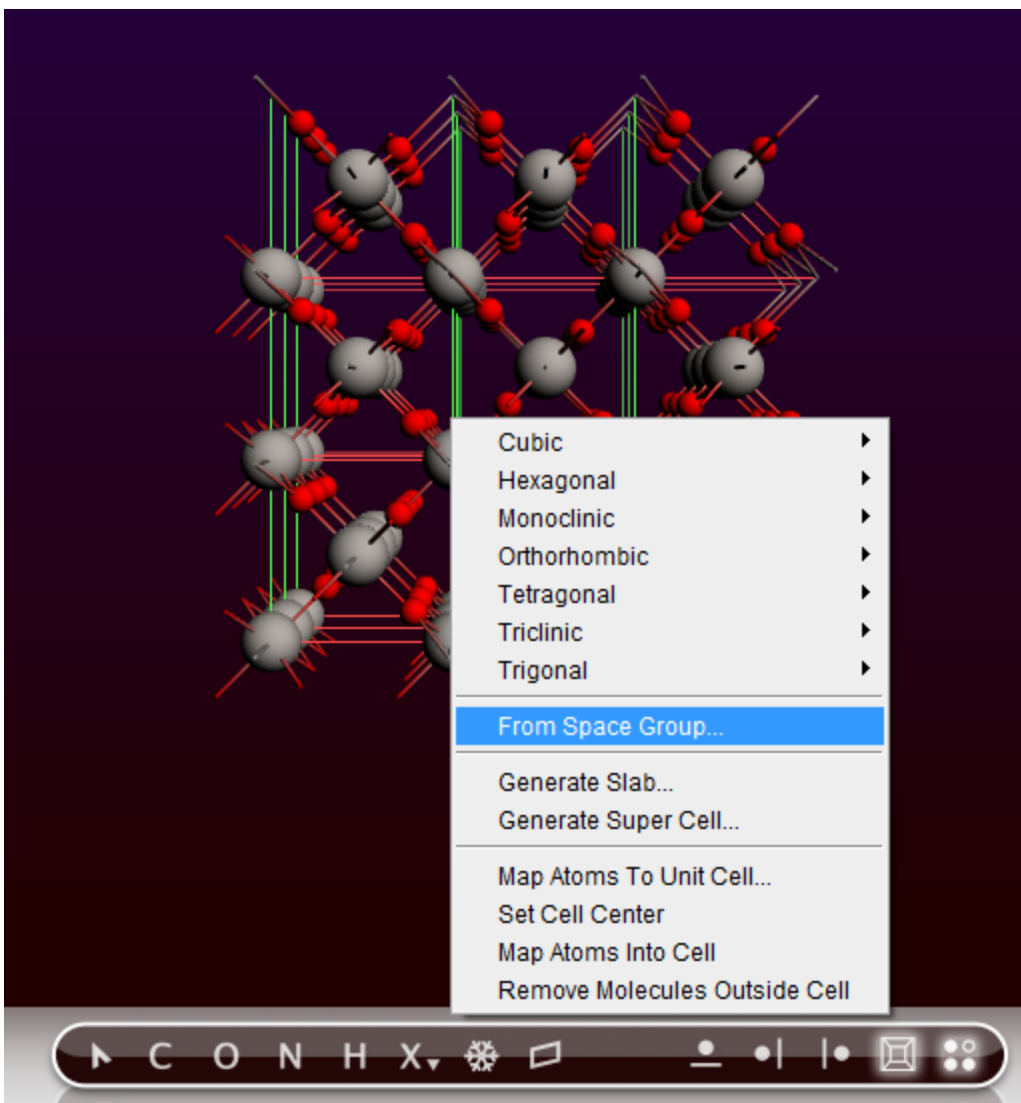 Cubic
Hexagonal
Monoclinic
Orthorhombic
Tetragonal
Triclinic
Trigonal
From Space Group...
Generate Slab...
Generate Super Cell...
Map Atoms To Unit Cell...
Set Cell Center
Map Atoms Into Cell
Remove Molecules Outside Cell
C O N H X